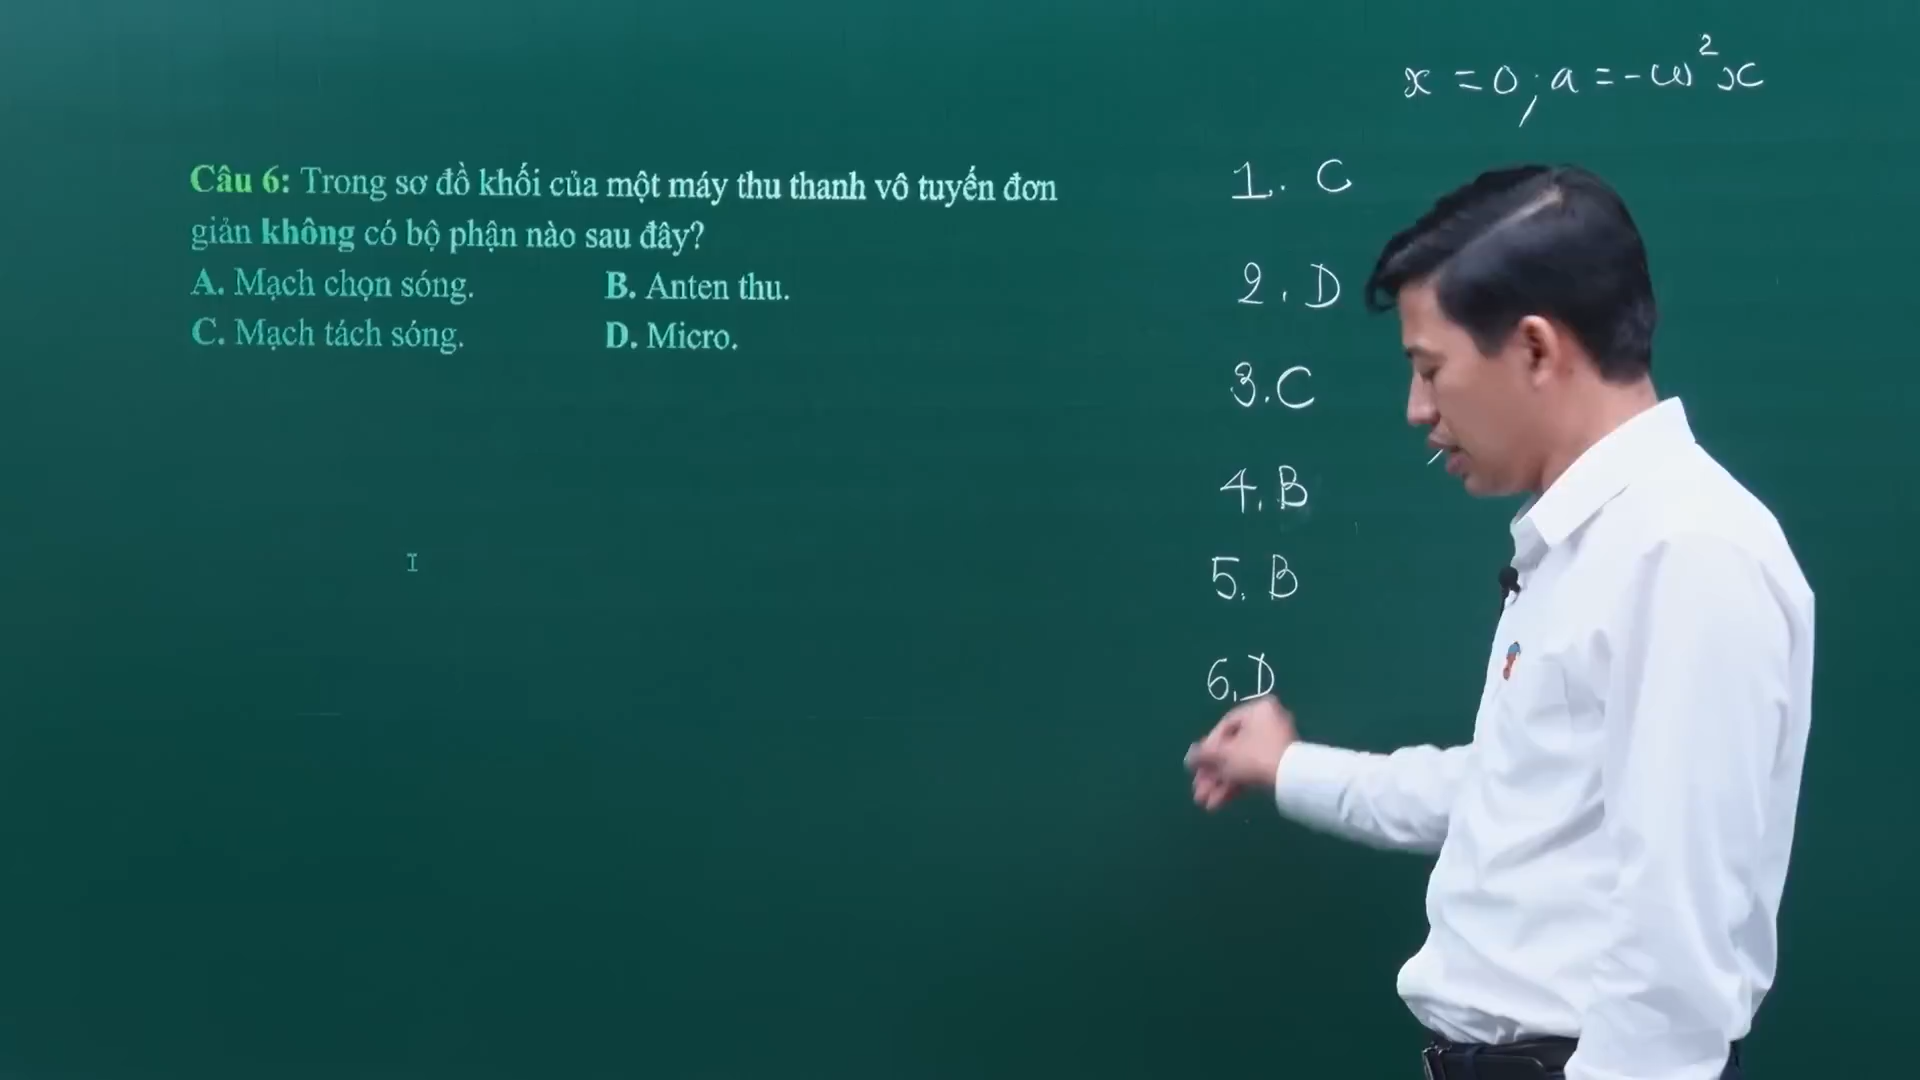 x = 0; a = -ω²x
Câu 6: Trong sơ đồ khối của một máy thu thanh vô tuyến đơn
giản không có bộ phận nào sau đây?
A. Mạch chọn sóng. B. Anten thu.
C. Mạch tách sóng. D. Micro.
1. C
2. D
3. C
4. B
5. B
6. D